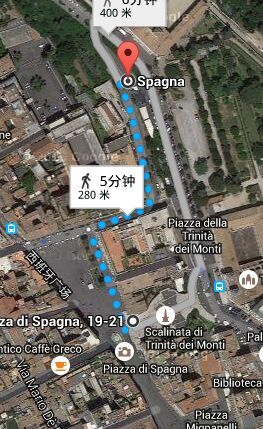 6分钟
400 米
Spagna
ne
5分钟
280 米
Piazza della
Trinità
dei Monti
西班牙广场
za di Spagna, 19-21
Scalinata di
Trinità dei Monti
Pal
ntico Caffè Greco
Piazza di Spagna
Via Mario De'
Biblioteca
Piazza
Mignanelli